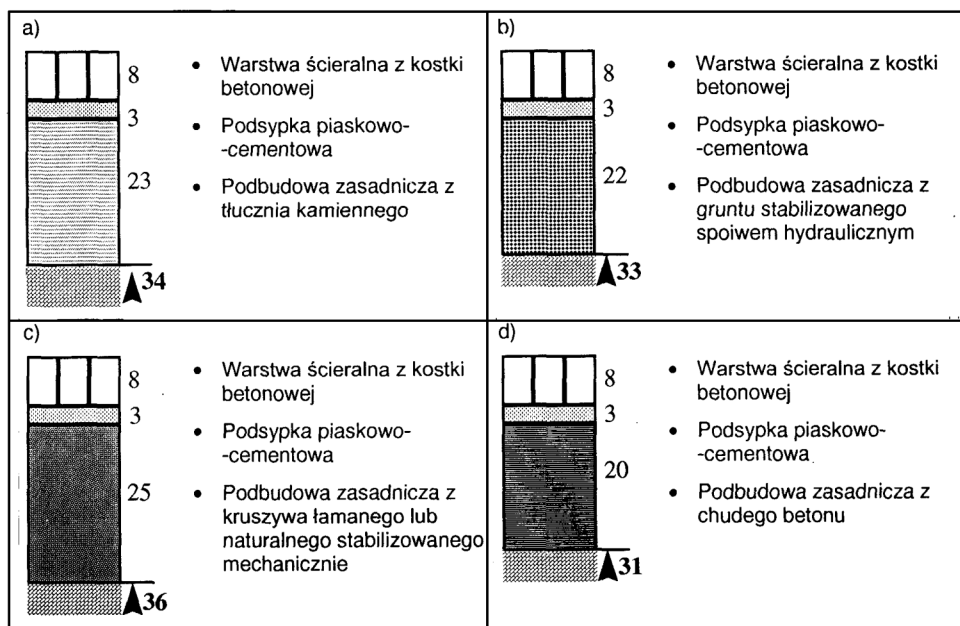 a)
8
3
23
34
• Warstwa ścieralna z kostki
betonowej
• Podsypka piaskowo-
-cementowa
• Podbudowa zasadnicza z
tłucznia kamiennego
b)
8
3
22
33
• Warstwa ścieralna z kostki
betonowej
• Podsypka piaskowo-
-cementowa
• Podbudowa zasadnicza z
gruntu stabilizowanego
spoiwem hydraulicznym
c)
8
3
25
36
• Warstwa ścieralna z kostki
betonowej
• Podsypka piaskowo-
-cementowa
• Podbudowa zasadnicza z
kruszywa łamanego lub
naturalnego stabilizowanego
mechanicznie
d)
8
3
20
31
• Warstwa ścieralna z kostki
betonowej
• Podsypka piaskowo-
-cementowa
• Podbudowa zasadnicza z
chudego betonu